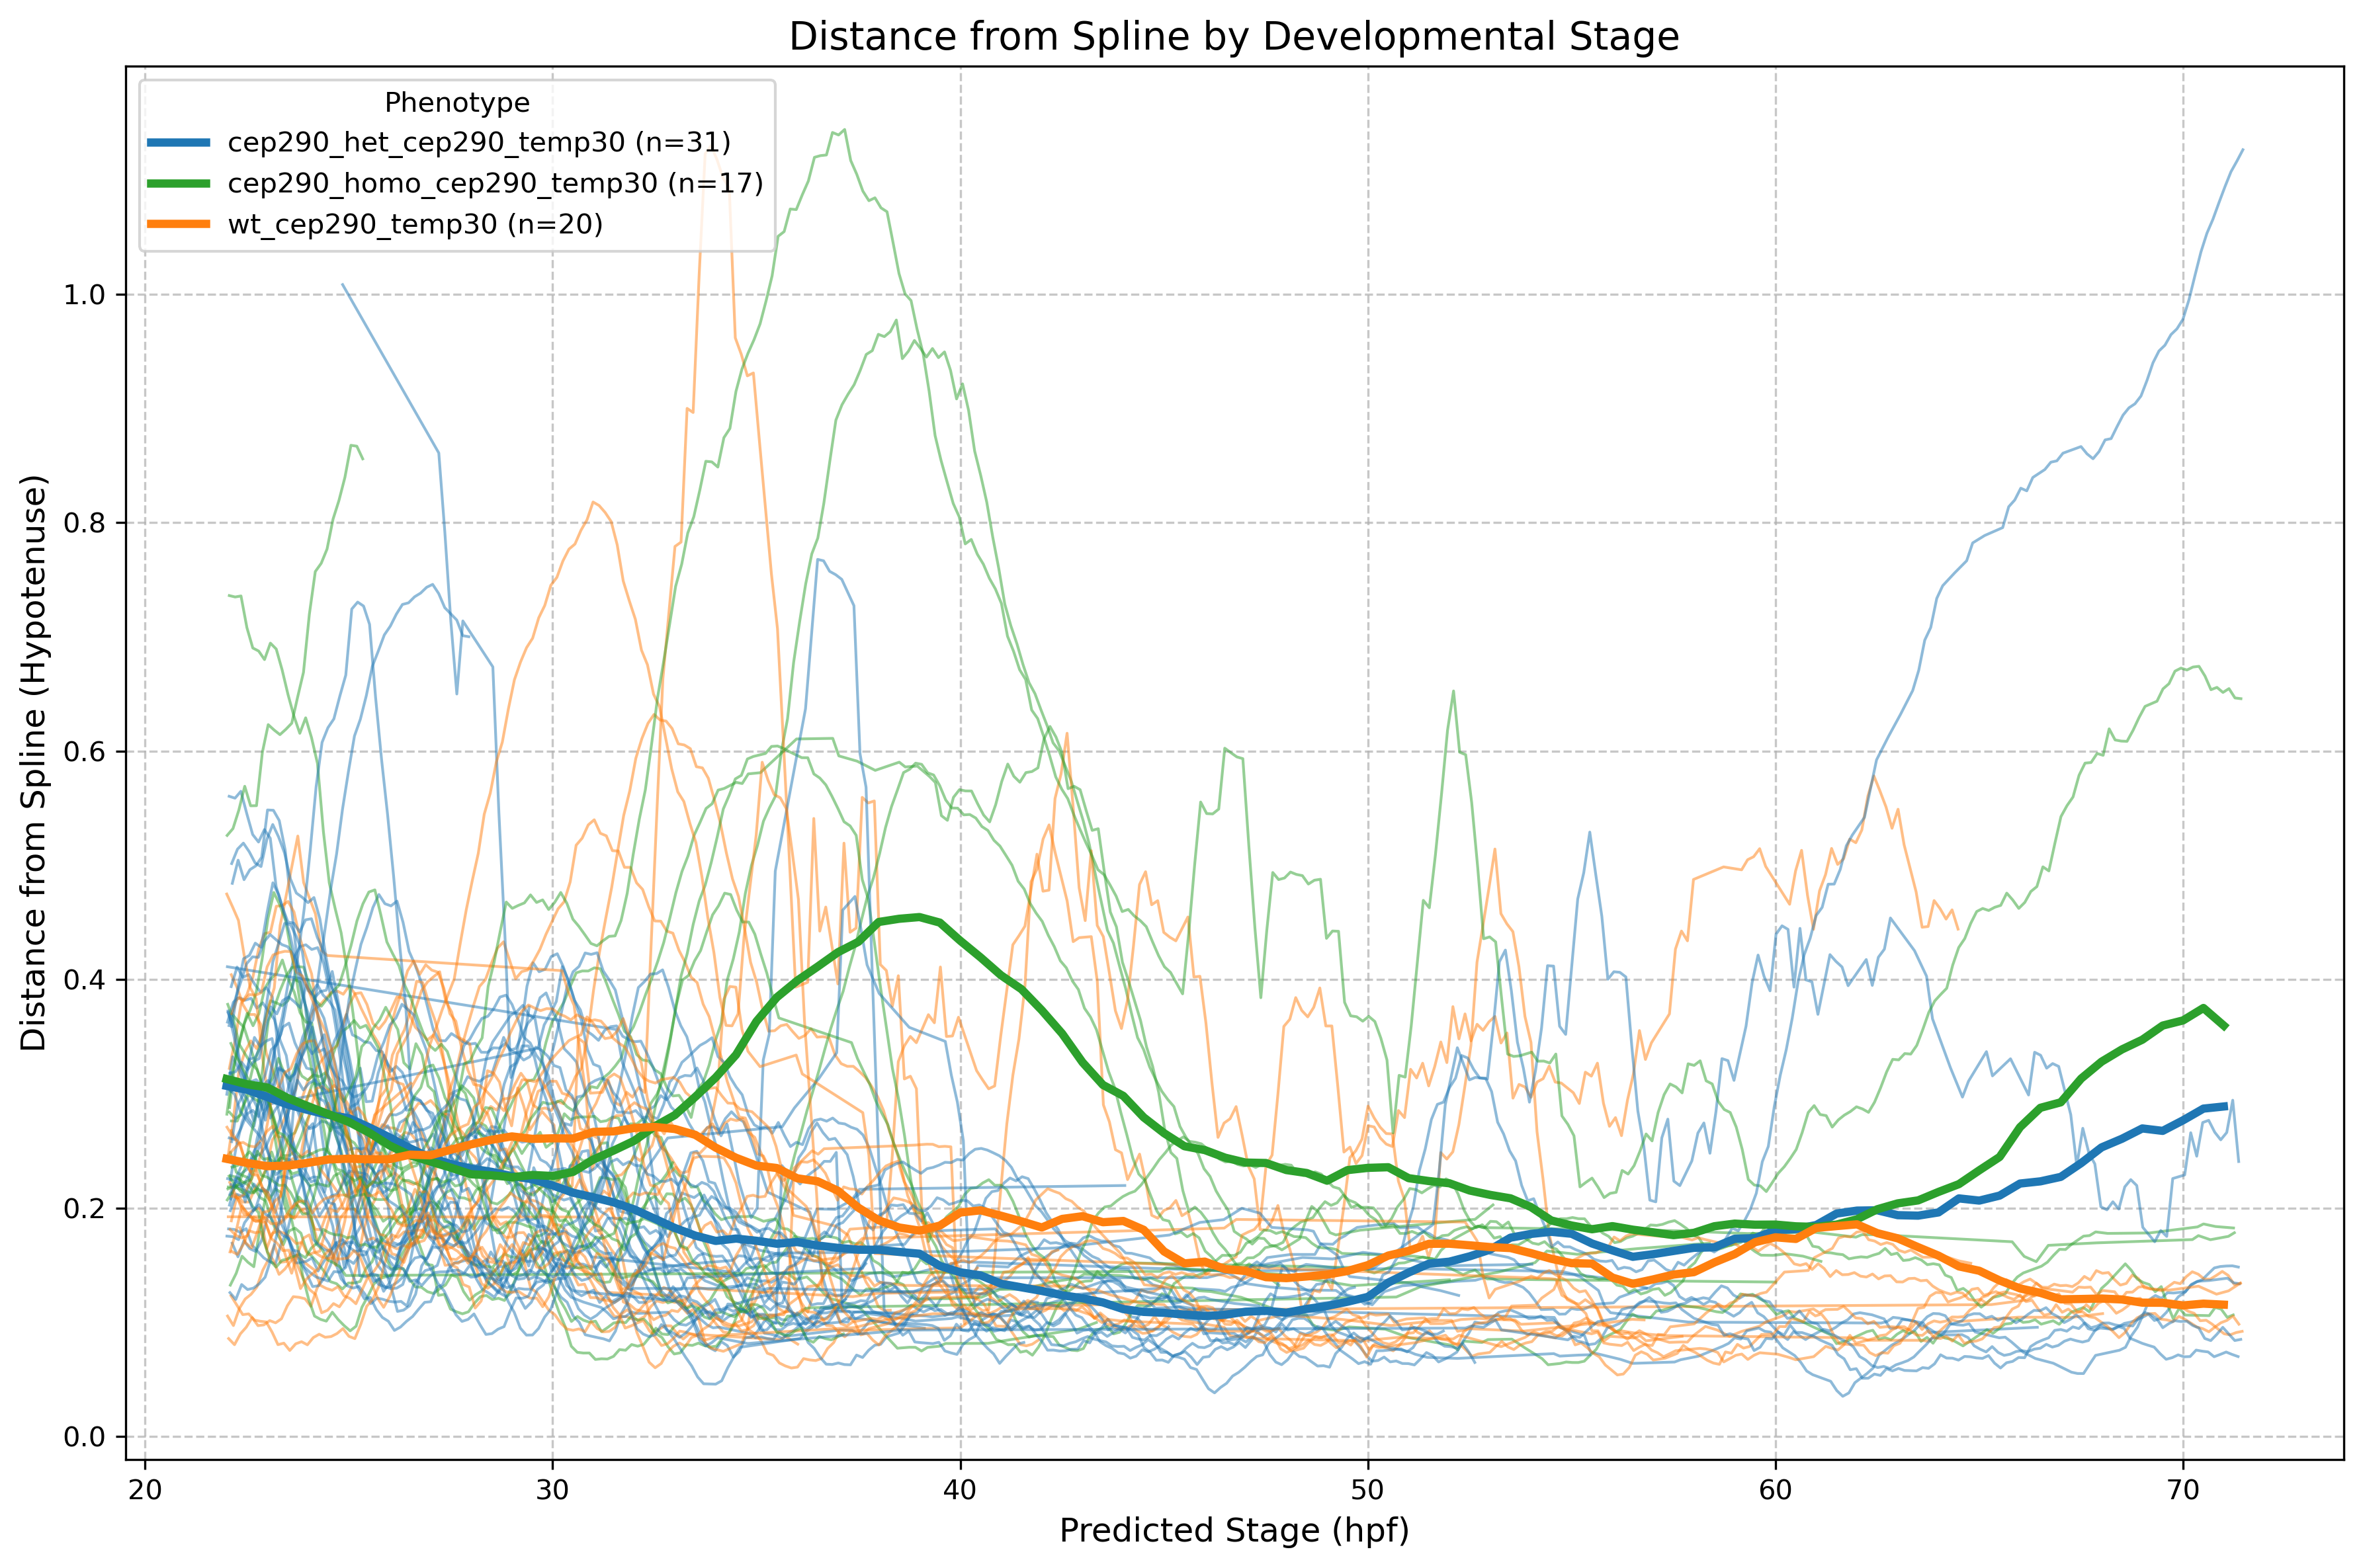 Distance from Spline by Developmental Stage
Phenotype
cep290_het_cep290_temp30 (n=31)
cep290_homo_cep290_temp30 (n=17)
wt_cep290_temp30 (n=20)
Distance from Spline (Hypotenuse)
1.0
0.8
0.6
0.4
0.2
0.0
20 30 40 50 60 70
Predicted Stage (hpf)